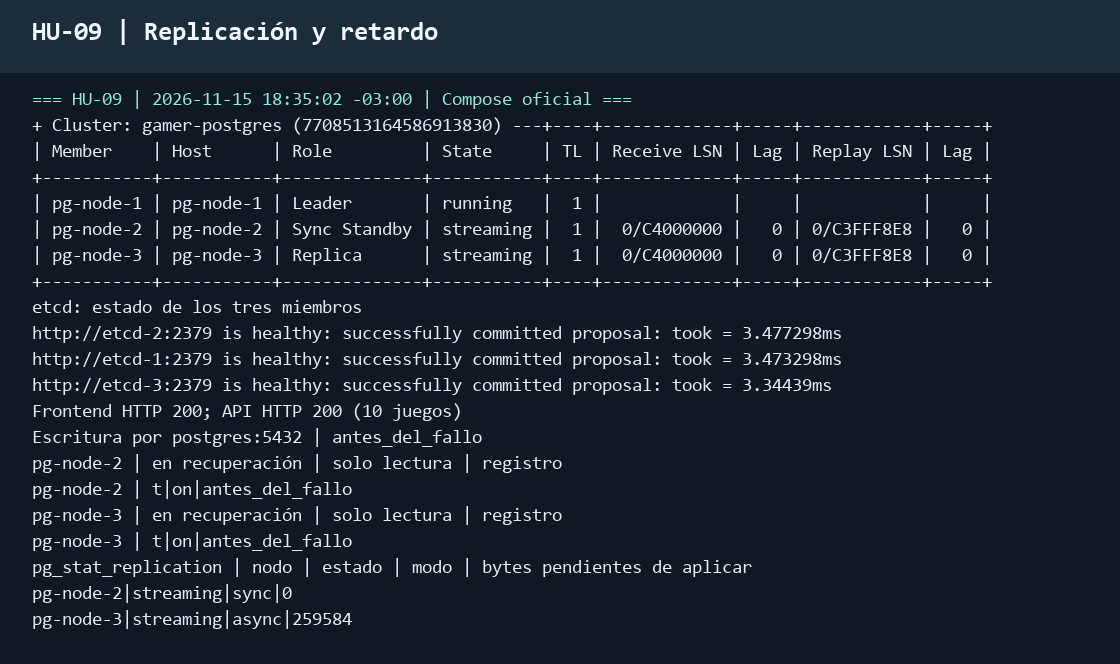 HU-09 | Replicación y retardo
=== HU-09 | 2026-11-15 18:35:02 -03:00 | Compose oficial ===
+ Cluster: gamer-postgres (7708513164586913830) ---+----+-------------+-----+------------+-----+
| Member    | Host      | Role         | State     | TL | Receive LSN | Lag | Replay LSN | Lag |
+-----------+-----------+--------------+-----------+----+-------------+-----+------------+-----+
| pg-node-1 | pg-node-1 | Leader       | running   |  1 |             |     |            |     |
| pg-node-2 | pg-node-2 | Sync Standby | streaming |  1 |  0/C4000000 |   0 | 0/C3FFF8E8 |   0 |
| pg-node-3 | pg-node-3 | Replica      | streaming |  1 |  0/C4000000 |   0 | 0/C3FFF8E8 |   0 |
+-----------+-----------+--------------+-----------+----+-------------+-----+------------+-----+
etcd: estado de los tres miembros
http://etcd-2:2379 is healthy: successfully committed proposal: took = 3.477298ms
http://etcd-1:2379 is healthy: successfully committed proposal: took = 3.473298ms
http://etcd-3:2379 is healthy: successfully committed proposal: took = 3.34439ms
Frontend HTTP 200; API HTTP 200 (10 juegos)
Escritura por postgres:5432 | antes_del_fallo
pg-node-2 | en recuperación | solo lectura | registro
pg-node-2 | t|on|antes_del_fallo
pg-node-3 | en recuperación | solo lectura | registro
pg-node-3 | t|on|antes_del_fallo
pg_stat_replication | nodo | estado | modo | bytes pendientes de aplicar
pg-node-2|streaming|sync|0
pg-node-3|streaming|async|259584